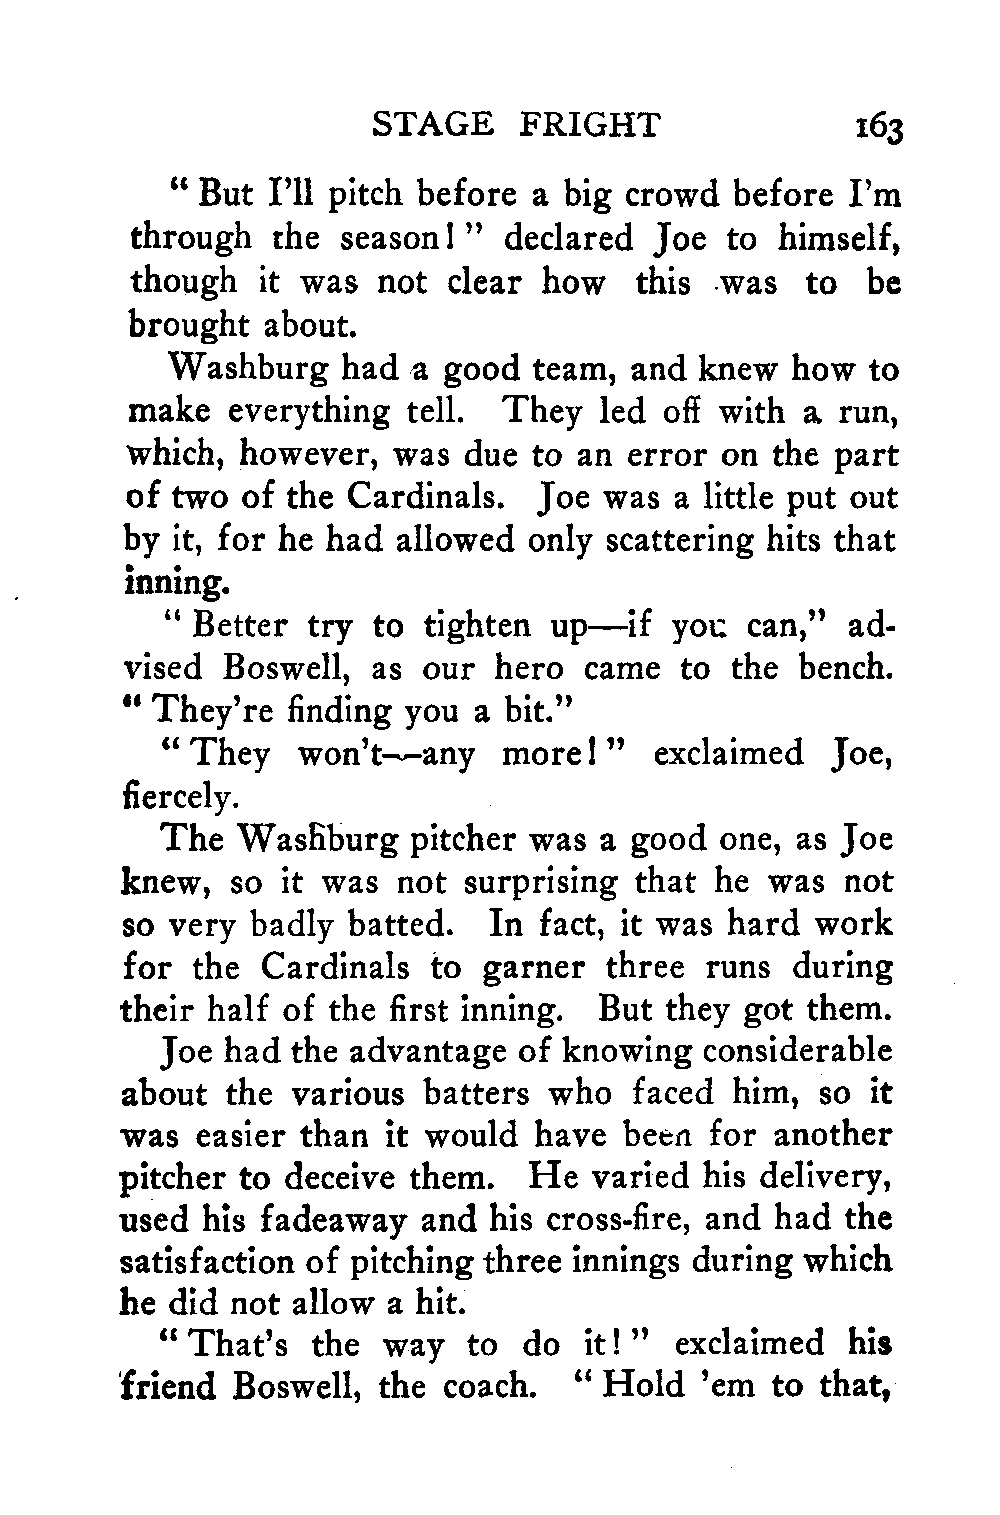 STAGE FRIGHT 163
" But I'll pitch before a big crowd before I'm
through the season! " declared Joe to himself,
though it was not clear how this was to be
brought about.
Washburg had a good team, and knew how to
make everything tell. They led off with a run,
which, however, was due to an error on the part
of two of the Cardinals. Joe was a little put out
by it, for he had allowed only scattering hits that
inning.
" Better try to tighten up—if you can," ad-
vised Boswell, as our hero came to the bench.
" They're finding you a bit."
" They won't—any more! " exclaimed Joe,
fiercely.
The Washburg pitcher was a good one, as Joe
knew, so it was not surprising that he was not
so very badly batted. In fact, it was hard work
for the Cardinals to garner three runs during
their half of the first inning. But they got them.
Joe had the advantage of knowing considerable
about the various batters who faced him, so it
was easier than it would have been for another
pitcher to deceive them. He varied his delivery,
used his fadeaway and his cross-fire, and had the
satisfaction of pitching three innings during which
he did not allow a hit.
" That's the way to do it! " exclaimed his
friend Boswell, the coach. " Hold 'em to that,